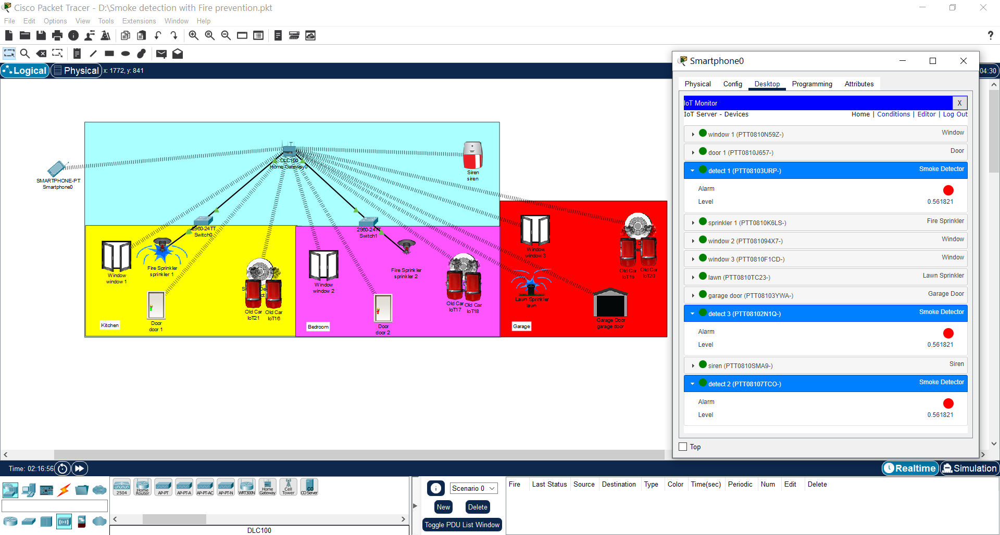 Cisco Packet Tracer - D:\Smoke detection with Fire prevention.pkt
File Edit Options View Tools Extensions Window Help
?
Logical Physical x: 1772, y: 841
04:30
SMARTPHONE-PT
Smartphone0
DLC100
Home Gateway0
Siren
siren
2960-24TT
Switch0
2960-24TT
Switch1
Window
window 1
Fire Sprinkler
sprinkler 1
Door
door 1
Old Car
IoT21
Old Car
IoT16
Kitchen
Window
window 2
Fire Sprinkler
sprinkler 2
Door
door 2
Old Car
IoT17
Old Car
IoT18
Bedroom
Window
window 3
Lawn Sprinkler
lawn
Garage Door
garage door
Old Car
IoT19
Old Car
IoT20
Garage
Smartphone0
Physical Config Desktop Programming Attributes
IoT Monitor X
IoT Server - Devices Home | Conditions | Editor | Log Out
window 1 (PTT0810N59Z-) Window
door 1 (PTT0810J657-) Door
detect 1 (PTT08103URP-) Smoke Detector
Alarm
Level 0.561821
sprinkler 1 (PTT0810K6LS-) Fire Sprinkler
window 2 (PTT081094X7-) Window
window 3 (PTT0810F1CD-) Window
lawn (PTT0810TC23-) Lawn Sprinkler
garage door (PTT08103YWA-) Garage Door
detect 3 (PTT08102N1Q-) Smoke Detector
Alarm
Level 0.561821
siren (PTT0810SMA9-) Siren
detect 2 (PTT08107TCO-) Smoke Detector
Alarm
Level 0.561821
Top
Time: 02:16:56
Realtime Simulation
2504 Home Router AP-PT AP-PT-A AP-PT-AC AP-PT-N WRT300N Home Gateway Cell Tower CO Server
DLC100
Scenario 0
New Delete
Toggle PDU List Window
Fire Last Status Source Destination Type Color Time(sec) Periodic Num Edit Delete